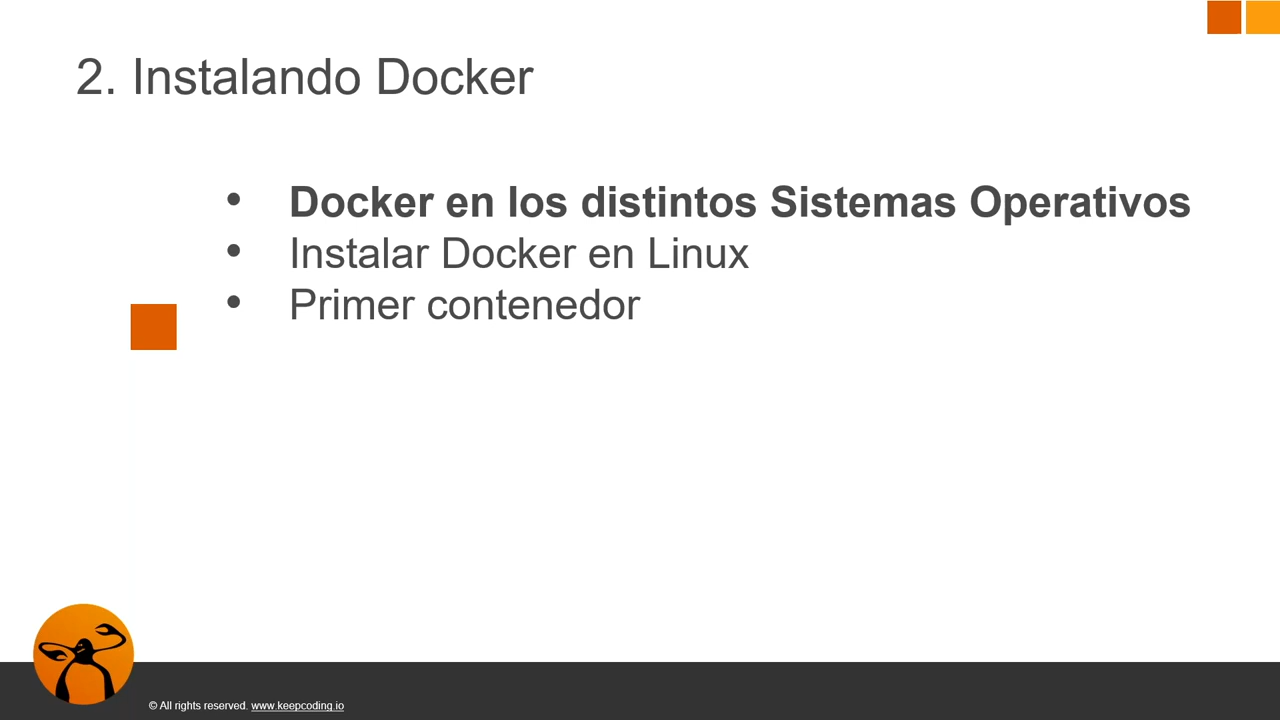 2. Instalando Docker
• Docker en los distintos Sistemas Operativos
• Instalar Docker en Linux
• Primer contenedor
© All rights reserved. www.keepcoding.io